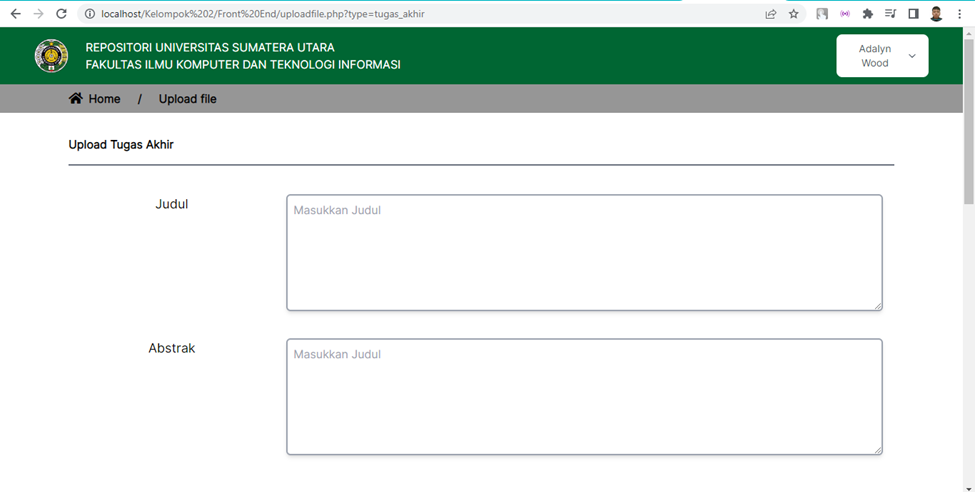 localhost/Kelompok%202/Front%20End/uploadfile.php?type=tugas_akhir
REPOSITORI UNIVERSITAS SUMATERA UTARA
FAKULTAS ILMU KOMPUTER DAN TEKNOLOGI INFORMASI
Adalyn
Wood
Home / Upload file
Upload Tugas Akhir
Judul
Masukkan Judul
Abstrak
Masukkan Judul